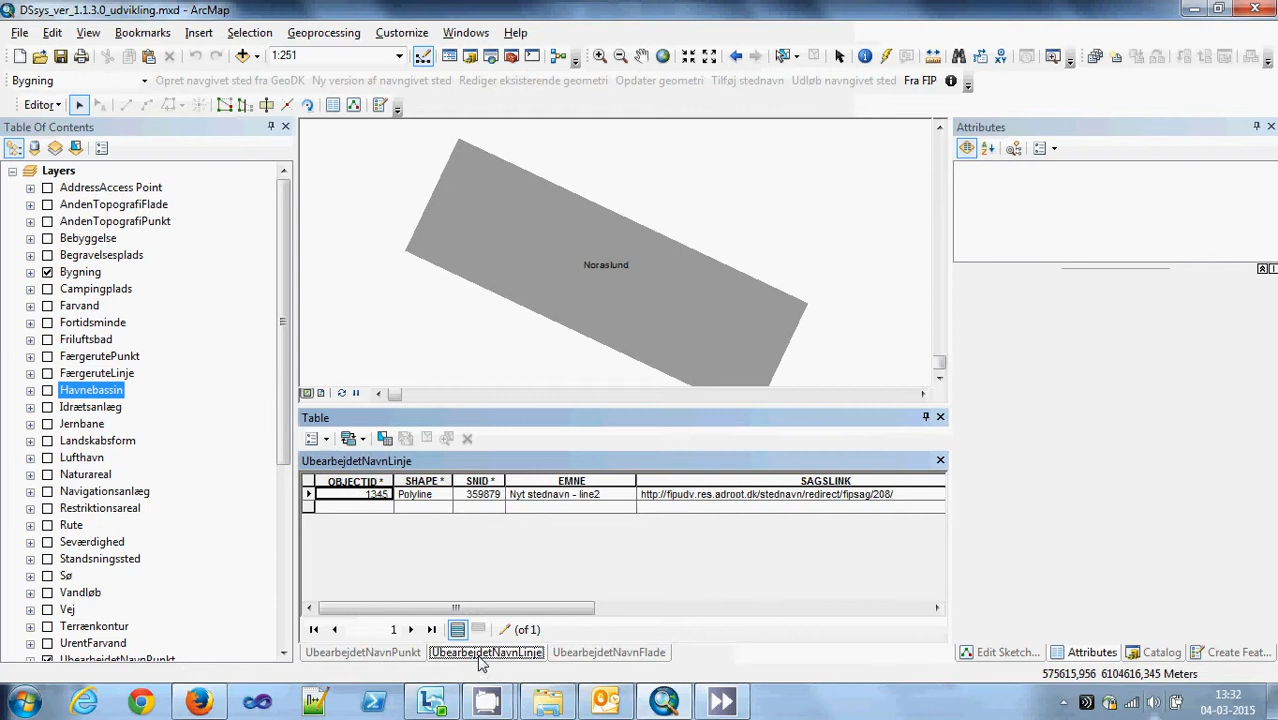 DSsys_ver_1.1.3.0_udvikling.mxd - ArcMap
File Edit View Bookmarks Insert Selection Geoprocessing Customize Windows Help
1:251
Bygning Opret navgivet sted fra GeoDK Ny version af navngivet sted Rediger eksisterende geometri Opdater geometri Tilføj stednavn Udløb navngivet sted Fra FIP
Editor
Table Of Contents
Layers
AddressAccess Point
AndenTopografiFlade
AndenTopografiPunkt
Bebyggelse
Begravelsesplads
Bygning
Campingplads
Farvand
Fortidsminde
Friluftsbad
FærgerutePunkt
FærgeruteLinje
Havnebassin
Idrætsanlæg
Jernbane
Landskabsform
Lufthavn
Naturareal
Navigationsanlæg
Restriktionsareal
Rute
Seværdighed
Standsningssted
Sø
Vandløb
Vej
Terrænkontur
UrentFarvand
UbearbejdetNavnPunkt
Noraslund
Table
UbearbejdetNavnLinje
OBJECTID * SHAPE * SNID * EMNE SAGSLINK
1345 Polyline 359879 Nyt stednavn - line2 http://fipudv.res.adroot.dk/stednavn/redirect/fipsag/208/
1 (of 1)
UbearbejdetNavnPunkt UbearbejdetNavnLinje UbearbejdetNavnFlade
Attributes
Edit Sketch... Attributes Catalog Create Feat...
575615,956 6104616,345 Meters
13:32
04-03-2015